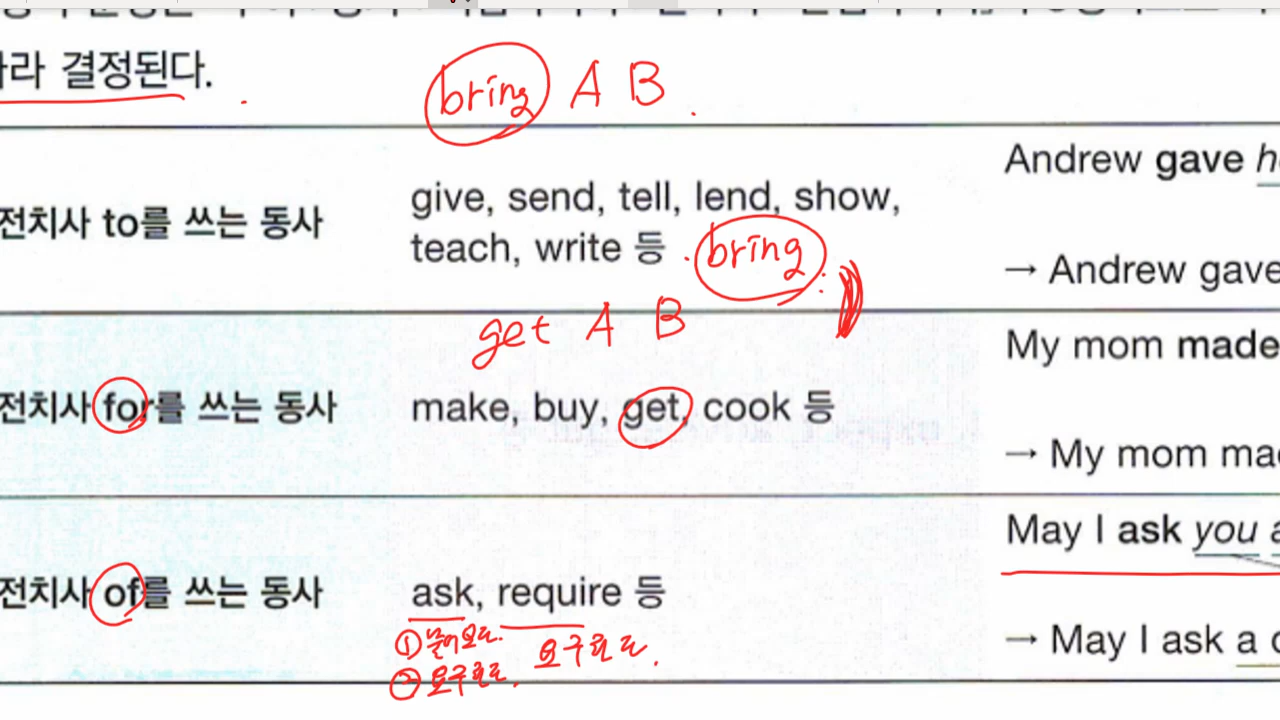 따라 결정된다.
bring A B.
전치사 to를 쓰는 동사
give, send, tell, lend, show,
teach, write 등 . bring
Andrew gave
→ Andrew gave
get A B
전치사 for를 쓰는 동사
make, buy, get, cook 등
My mom made
→ My mom
전치사 of를 쓰는 동사
ask, require 등
① 물어보다.
② 요구하다.
요구하다.
May I ask you
→ May I ask a